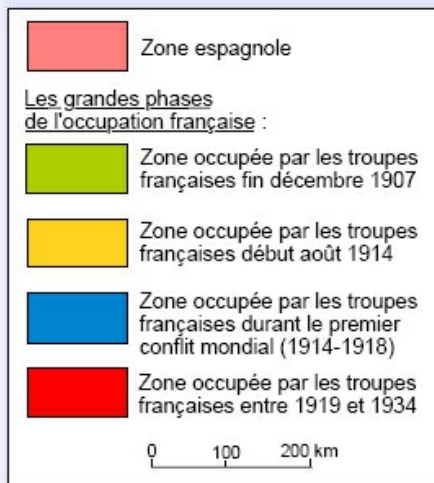 Zone espagnole
Les grandes phases
de l'occupation française :
Zone occupée par les troupes
françaises fin décembre 1907
Zone occupée par les troupes
françaises début août 1914
Zone occupée par les troupes
françaises durant le premier
conflit mondial (1914-1918)
Zone occupée par les troupes
françaises entre 1919 et 1934
0 100 200 km